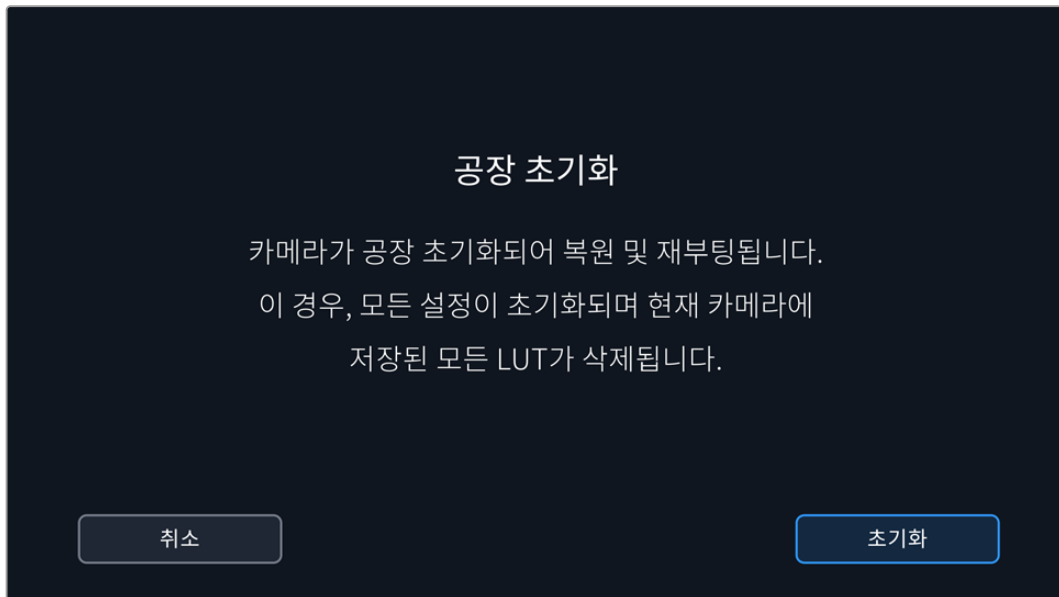 공장 초기화
카메라가 공장 초기화되어 복원 및 재부팅됩니다.
이 경우, 모든 설정이 초기화되며 현재 카메라에
저장된 모든 LUT가 삭제됩니다.
취소
초기화